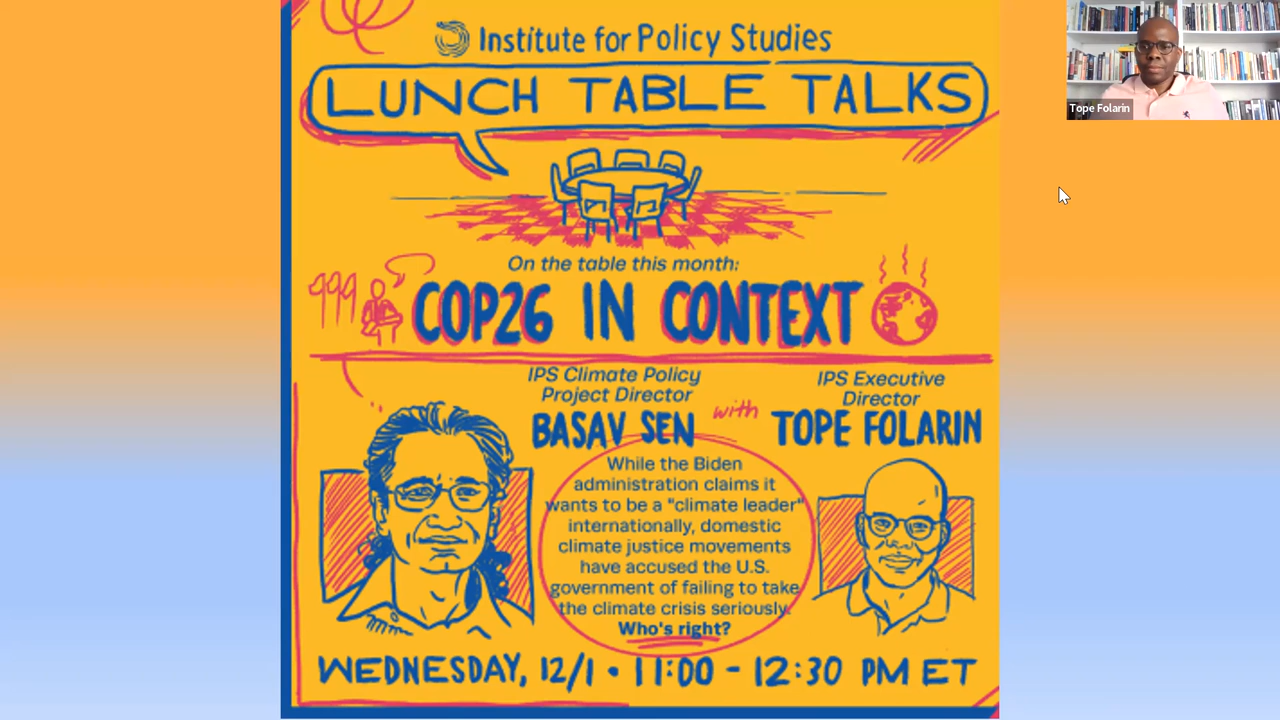 Institute for Policy Studies
LUNCH TABLE TALKS
Tope Folarin
On the table this month:
COP26 IN CONTEXT
IPS Climate Policy
Project Director
BASAV SEN
with
IPS Executive
Director
TOPE FOLARIN
While the Biden
administration claims it
wants to be a "climate leader"
internationally, domestic
climate justice movements
have accused the U.S.
government of failing to take
the climate crisis seriously.
Who's right?
WEDNESDAY, 12/1 • 11:00 - 12:30 PM ET